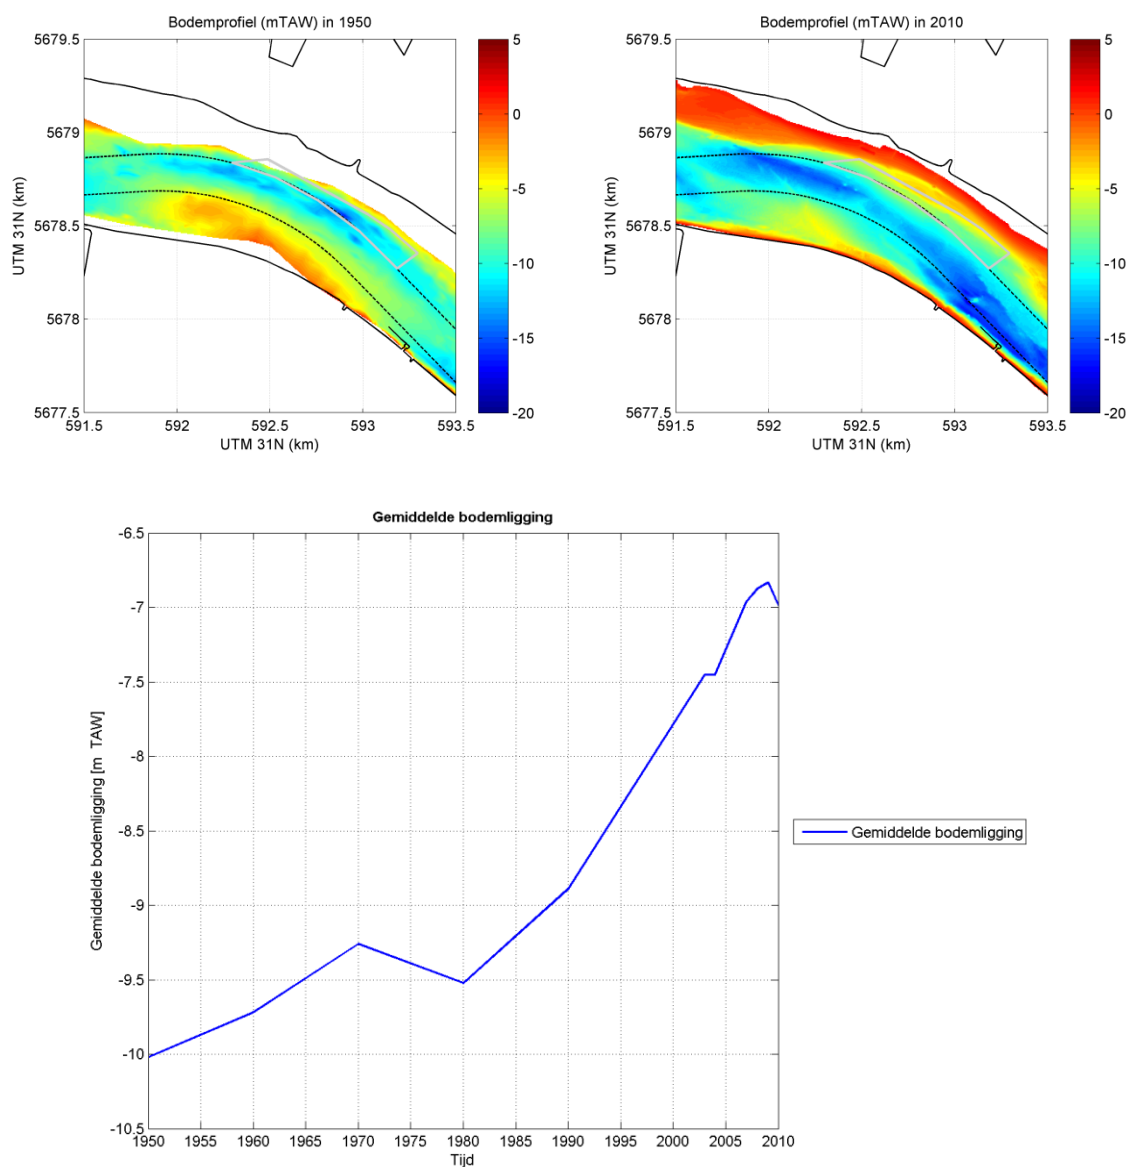 Bodemprofiel (mTAW) in 1950
5679.5
5679
5678.5
5678
5677.5
591.5 592 592.5 593 593.5
UTM 31N (km)
UTM 31N (km)
5
0
-5
-10
-15
-20
Bodemprofiel (mTAW) in 2010
5679.5
5679
5678.5
5678
5677.5
591.5 592 592.5 593 593.5
UTM 31N (km)
UTM 31N (km)
5
0
-5
-10
-15
-20
Gemiddelde bodemligging
-6.5
-7
-7.5
-8
-8.5
-9
-9.5
-10
-10.5
Gemiddelde bodemligging [m TAW]
1950 1955 1960 1965 1970 1975 1980 1985 1990 1995 2000 2005 2010
Tijd
Gemiddelde bodemligging